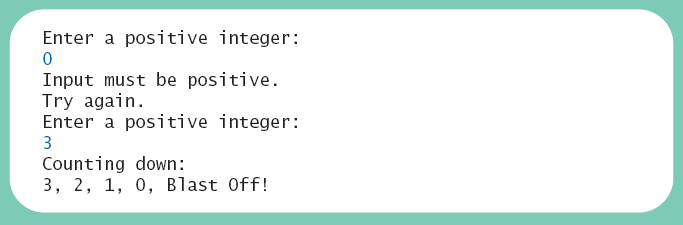 Enter a positive integer:
0
Input must be positive.
Try again.
Enter a positive integer:
3
Counting down:
3, 2, 1, 0, Blast Off!